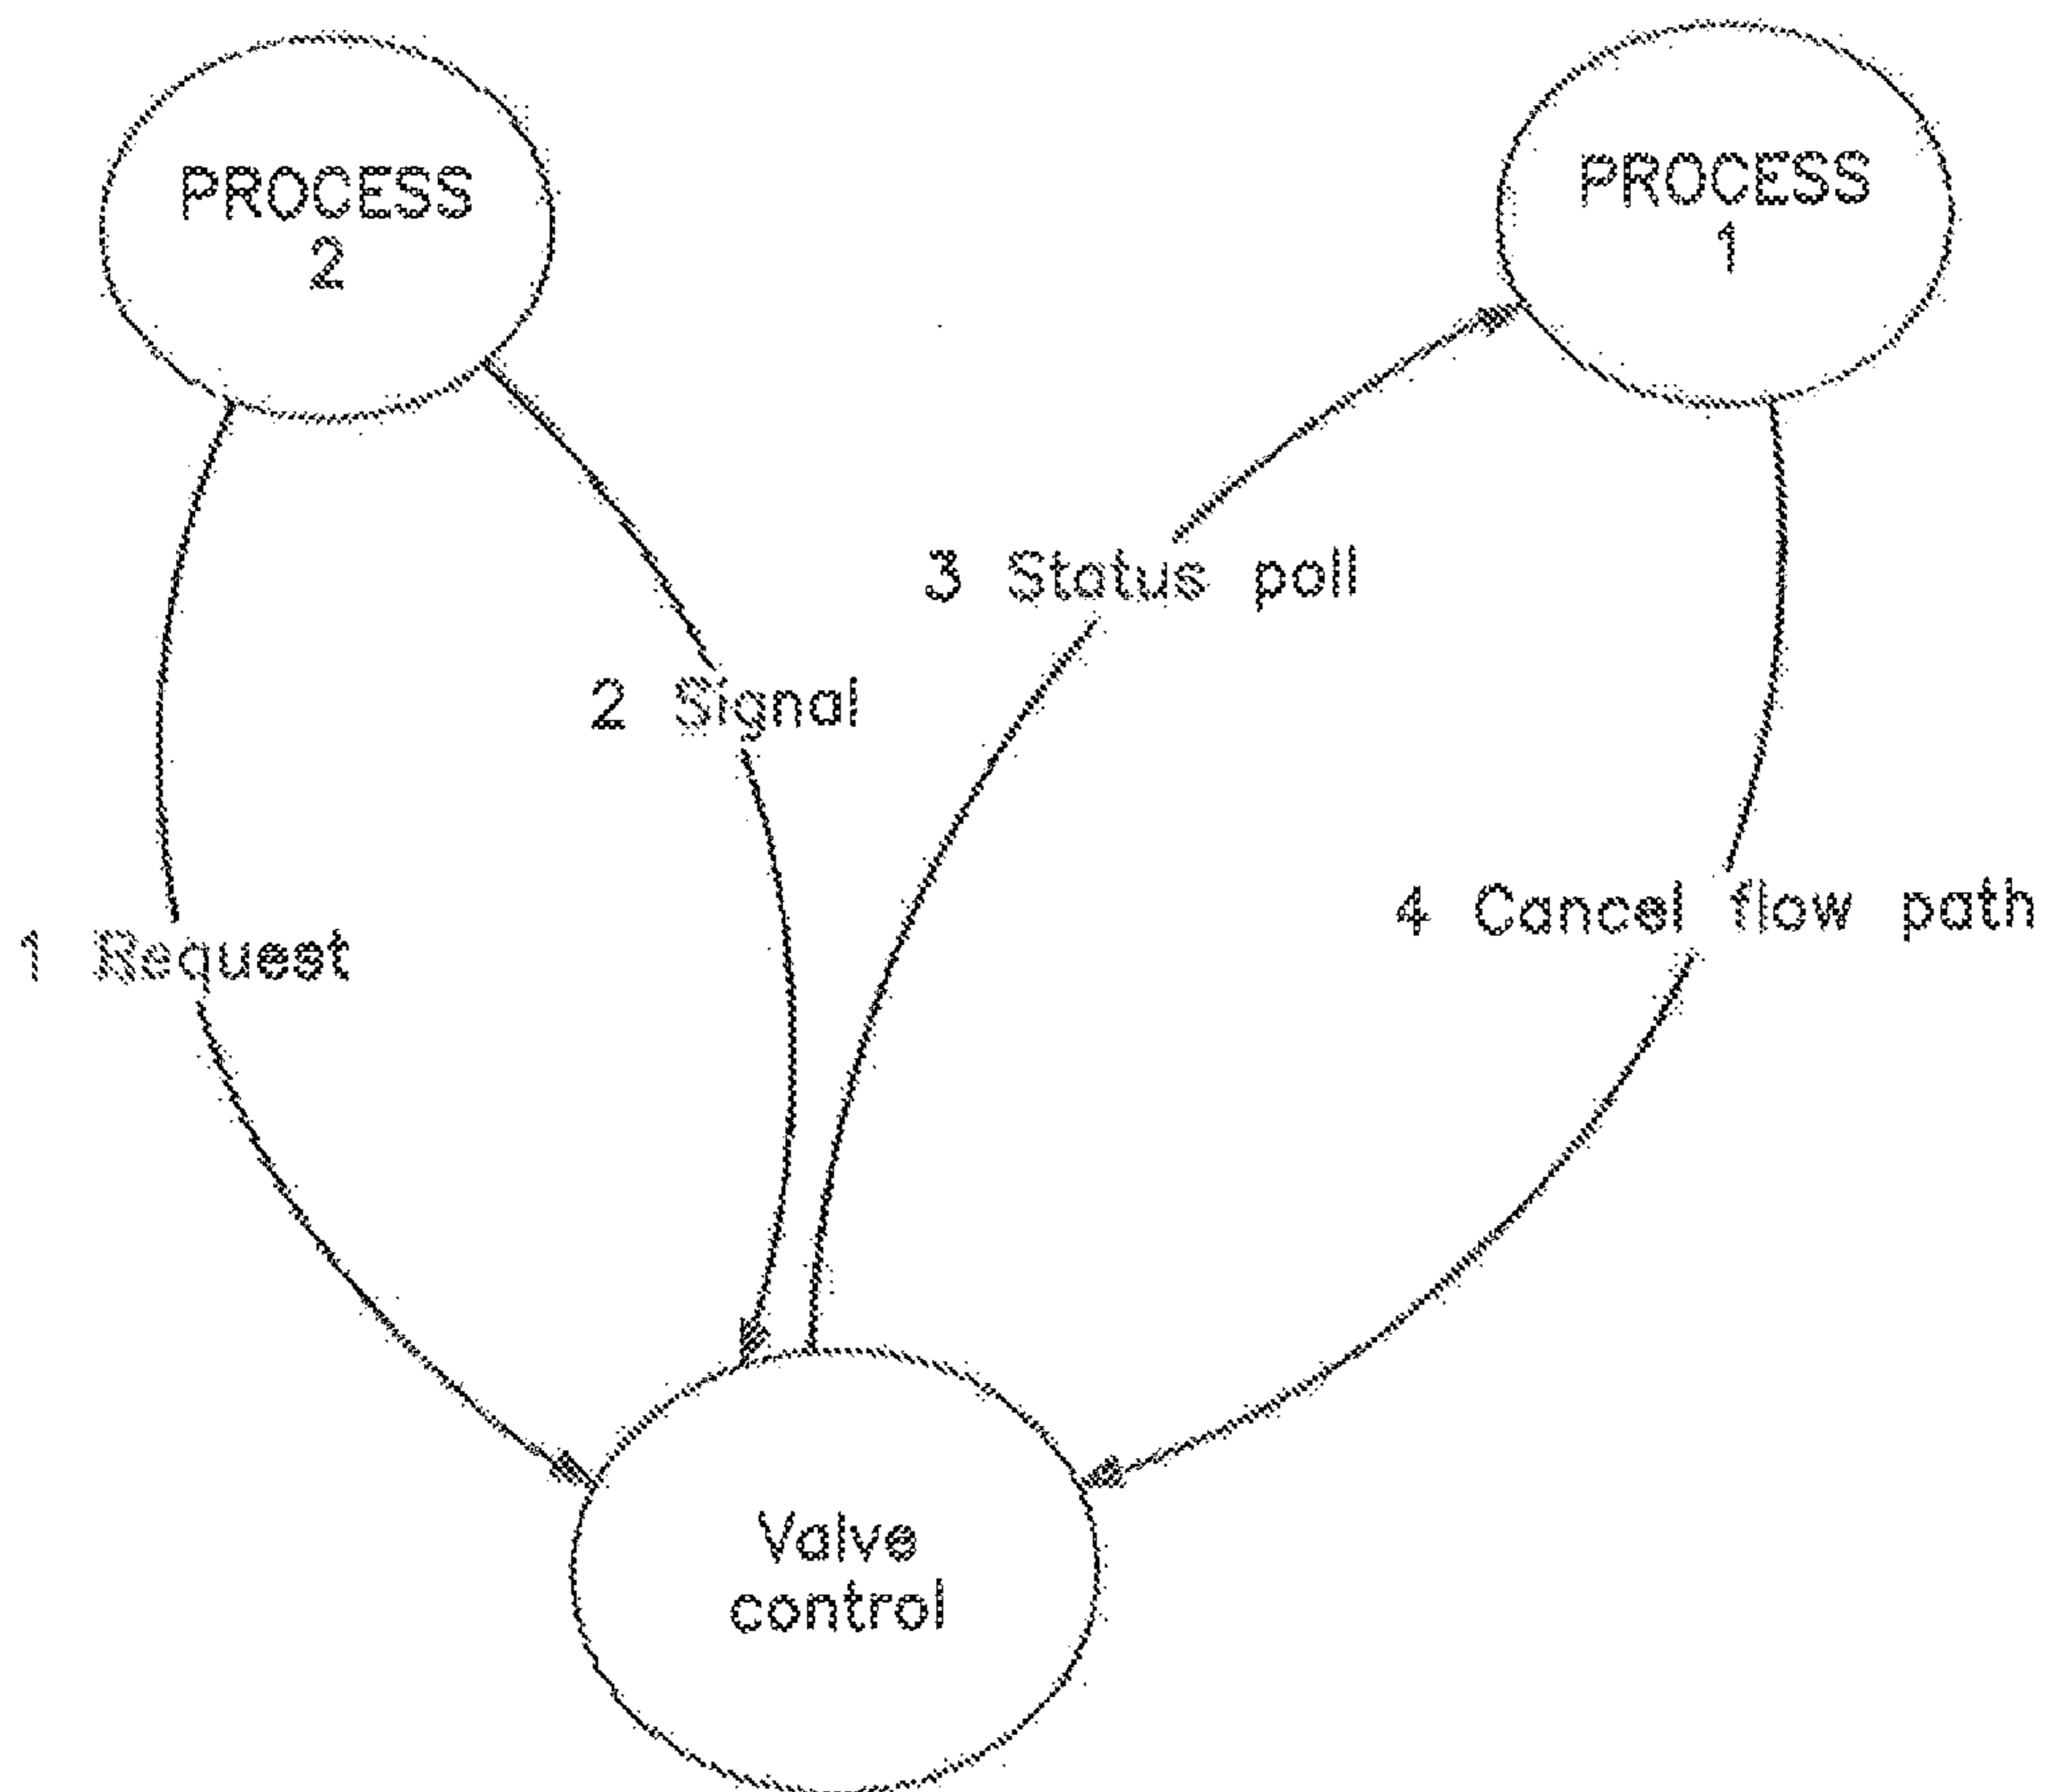 PROCESS
2
PROCESS
1
3 Status poll
2 Signal
4 Cancel flow path
1 Request
Valve
control